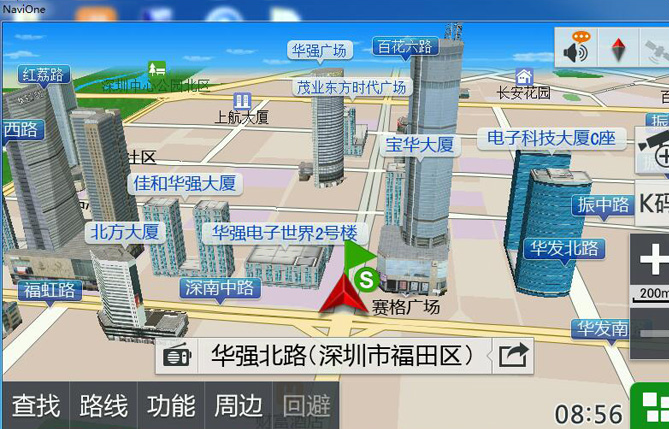 NaviOne
华强广场
百花六路
红荔路
深圳中心公园北区
茂业东方时代广场
长安花园
上航大厦
西路
社区
宝华大厦
电子科技大厦C座
佳和华强大厦
振中路
K码
北方大厦
华强电子世界2号楼
华发北路
福虹路
深南中路
S
200m
赛格广场
华发南
华强北路(深圳市福田区)
查找
路线
功能
周边
回避
08:56